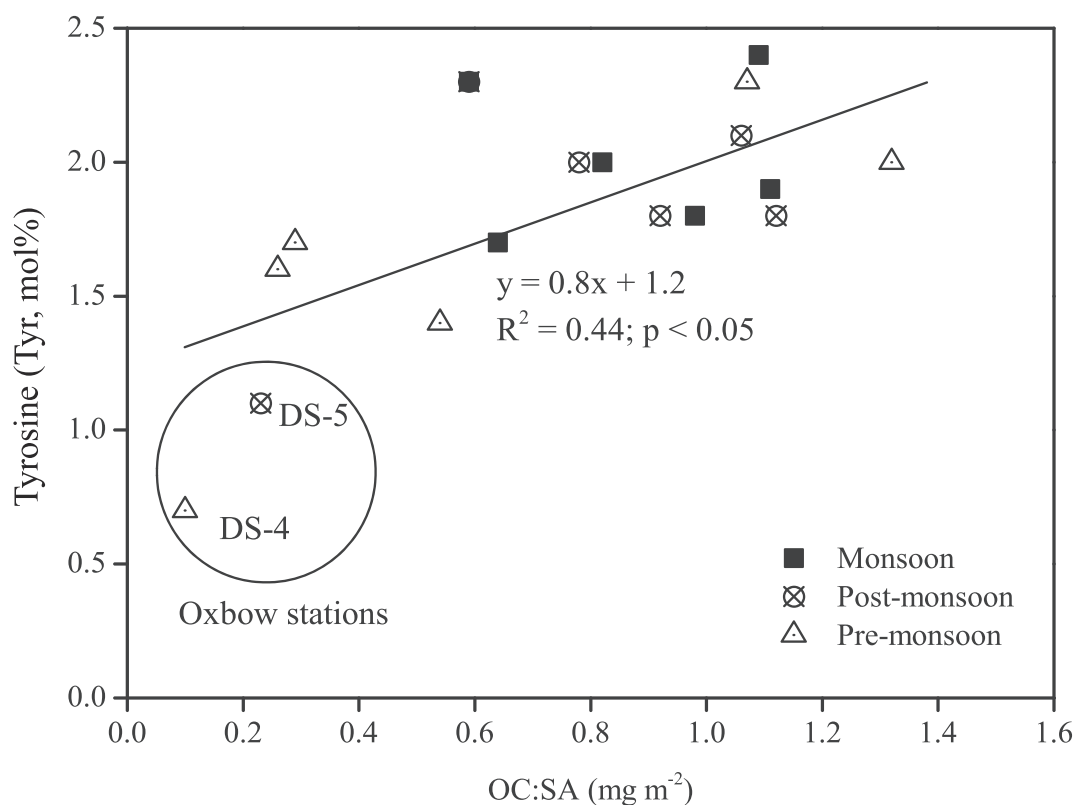 2.5
2.0
1.5
1.0
0.5
0.0
Tyrosine (Tyr, mol%)
y = 0.8x + 1.2
R² = 0.44; p < 0.05
DS-5
DS-4
Oxbow stations
Monsoon
Post-monsoon
Pre-monsoon
0.0 0.2 0.4 0.6 0.8 1.0 1.2 1.4 1.6
OC:SA (mg m⁻²)